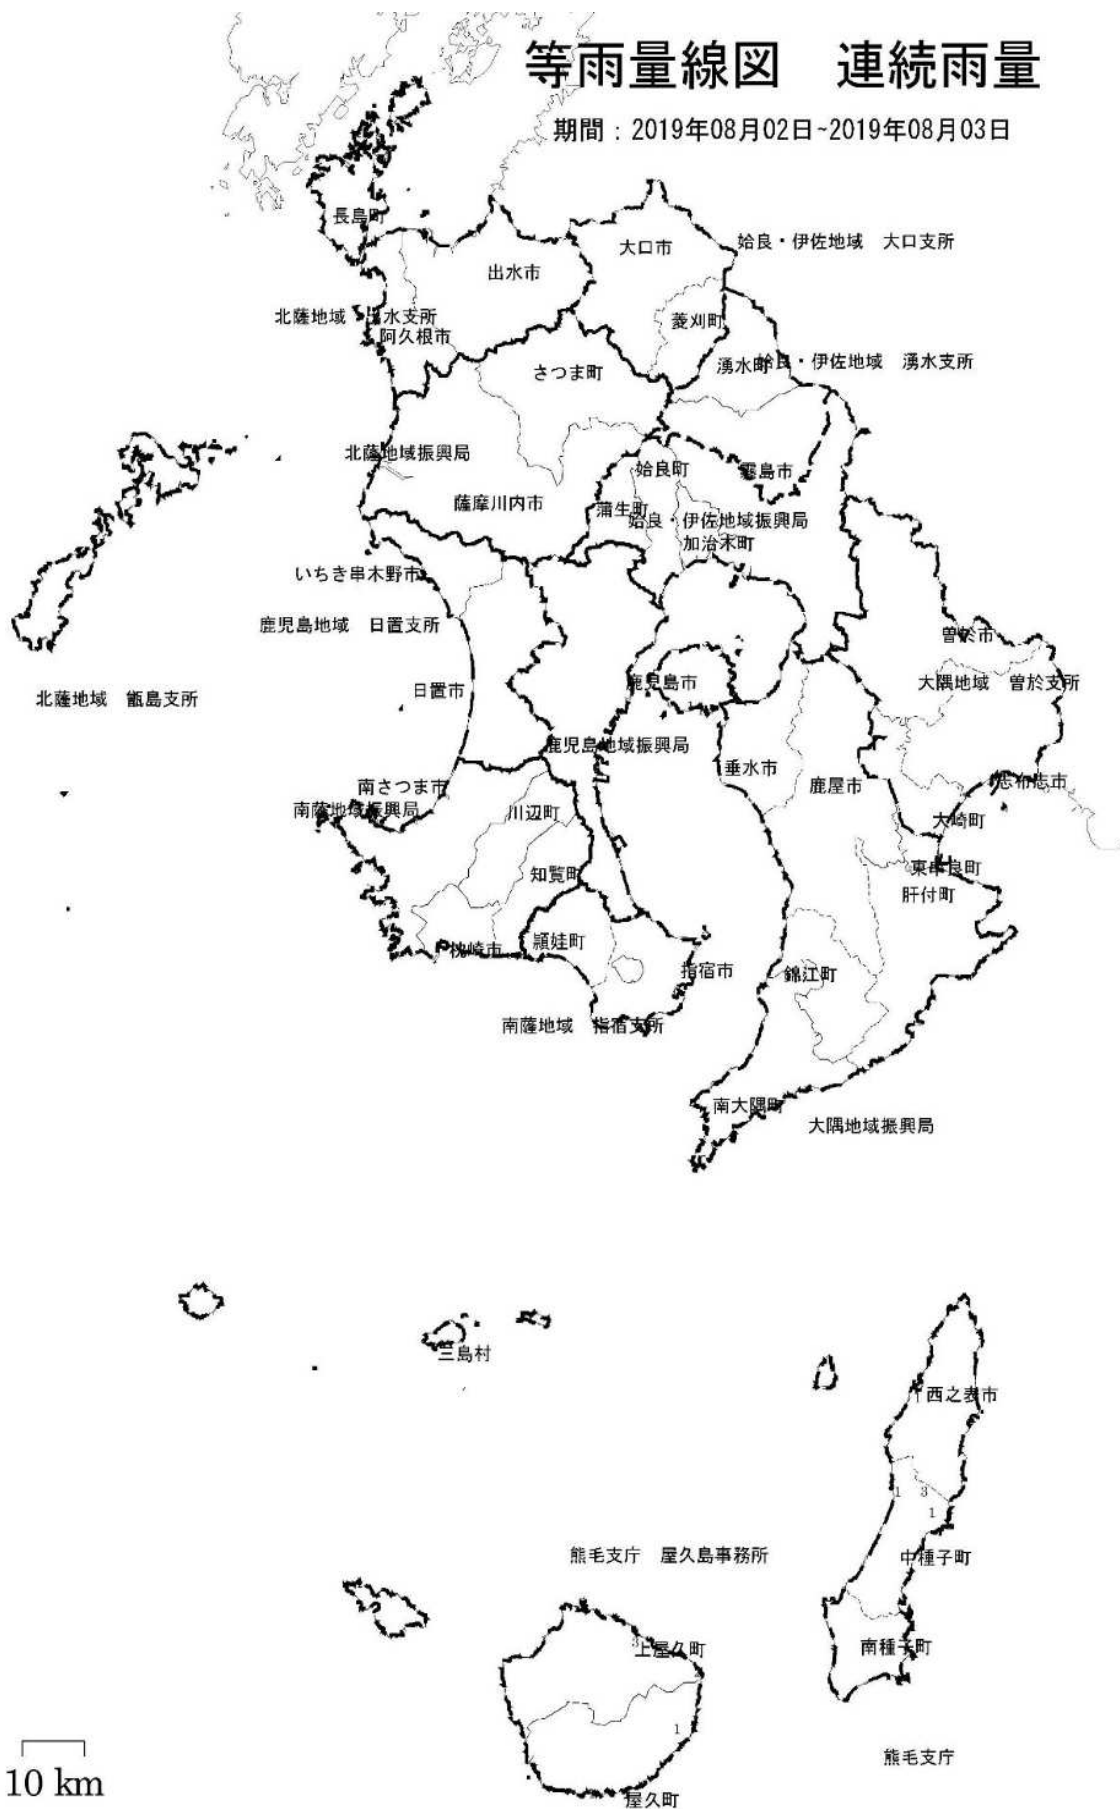 等雨量線図　連続雨量
期間：2019年08月02日~2019年08月03日
長島町
大口市
姶良・伊佐地域　大口支所
出水市
北薩地域　出水支所
菱刈町
阿久根市
湧水町
姶良・伊佐地域　湧水支所
さつま町
北薩地域振興局
姶良町
霧島市
薩摩川内市
蒲生町
姶良・伊佐地域振興局
加治木町
いちき串木野市
鹿児島地域　日置支所
曽於市
北薩地域　甑島支所
日置市
鹿児島市
大隅地域　曽於支所
鹿児島地域振興局
垂水市
鹿屋市
志布志市
南さつま市
南薩地域振興局
川辺町
大崎町
知覧町
東串良町
肝付町
枕崎市
頴娃町
指宿市
錦江町
南薩地域　指宿支所
南大隅町
大隅地域振興局
三島村
西之表市
1
3
1
熊毛支庁　屋久島事務所
中種子町
3
上屋久町
南種子町
1
熊毛支庁
10 km
屋久町